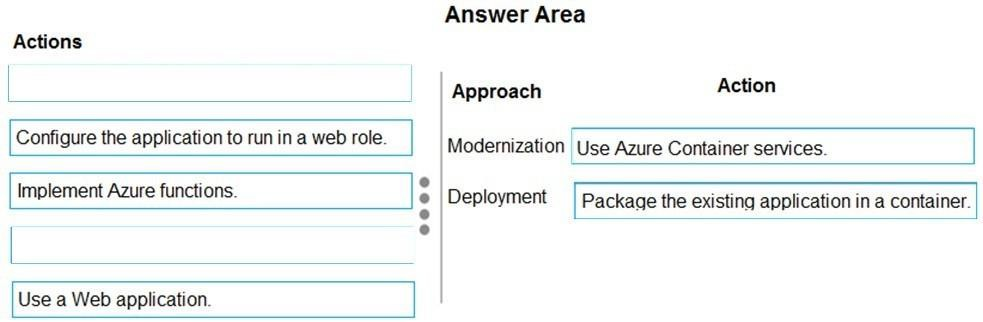 Answer Area
Actions
Configure the application to run in a web role.
Implement Azure functions.
Use a Web application.
Approach
Action
Modernization
Use Azure Container services.
Deployment
Package the existing application in a container.